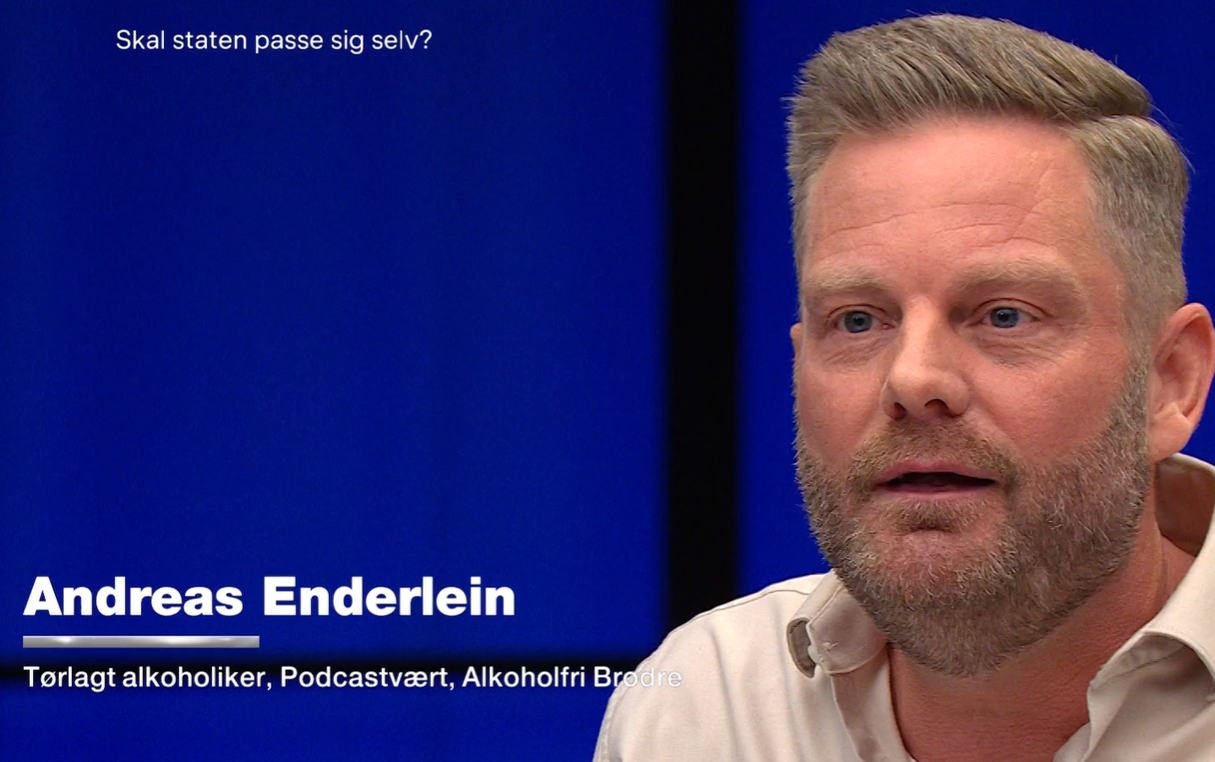 Skal staten passe sig selv?
Andreas Enderlein
Tørlagt alkoholiker, Podcastvært, Alkoholfri Brødre